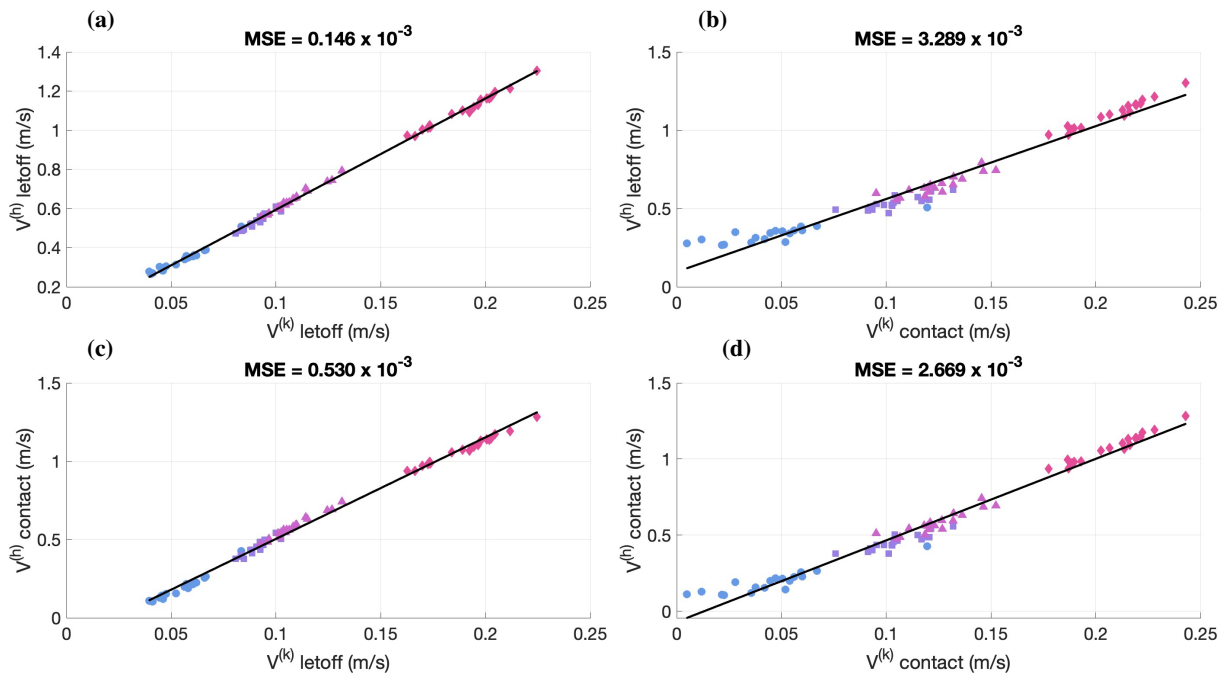 (a)
MSE = 0.146 x 10-3
1.4
1.2
1
0.8
0.6
0.4
0.2
V(h) letoff (m/s)
0 0.05 0.1 0.15 0.2 0.25
V(k) letoff (m/s)
(b)
MSE = 3.289 x 10-3
1.5
1
0.5
0
V(h) letoff (m/s)
0 0.05 0.1 0.15 0.2 0.25
V(k) contact (m/s)
(c)
MSE = 0.530 x 10-3
1.5
1
0.5
0
V(h) contact (m/s)
0 0.05 0.1 0.15 0.2 0.25
V(k) letoff (m/s)
(d)
MSE = 2.669 x 10-3
1.5
1
0.5
0
V(h) contact (m/s)
0 0.05 0.1 0.15 0.2 0.25
V(k) contact (m/s)